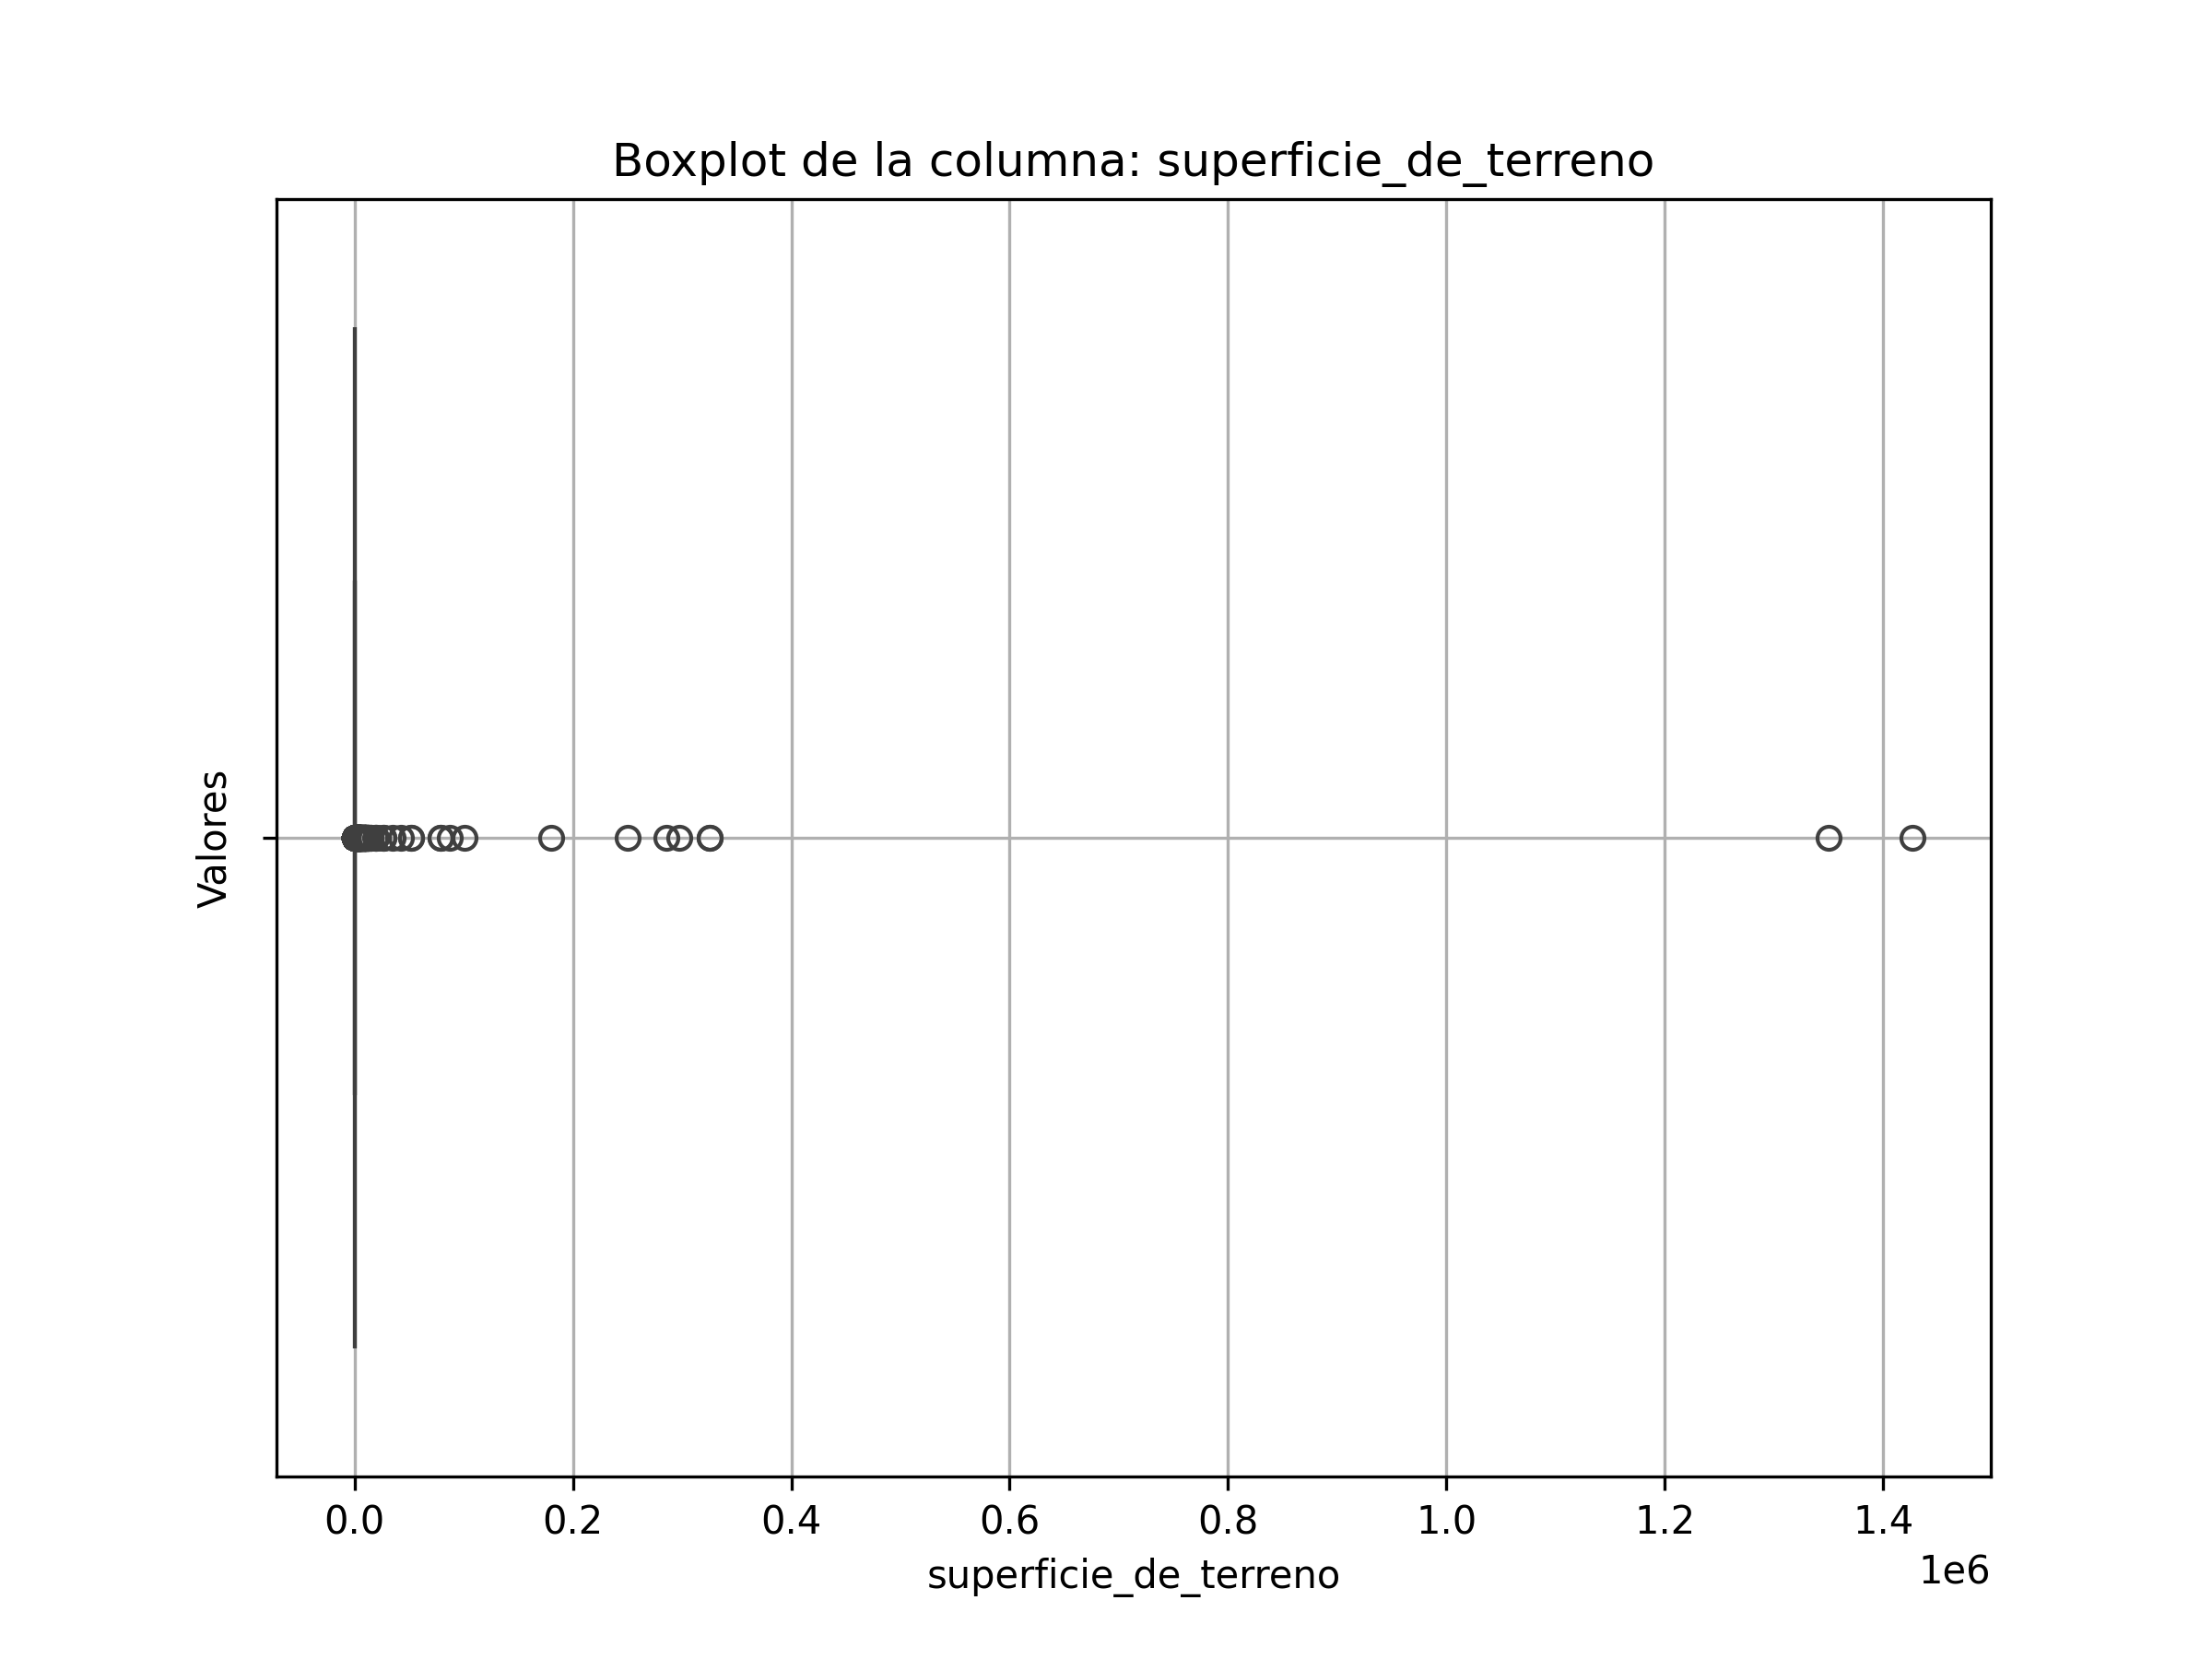 Boxplot de la columna: superficie_de_terreno
Valores
0.0 0.2 0.4 0.6 0.8 1.0 1.2 1.4
1e6
superficie_de_terreno